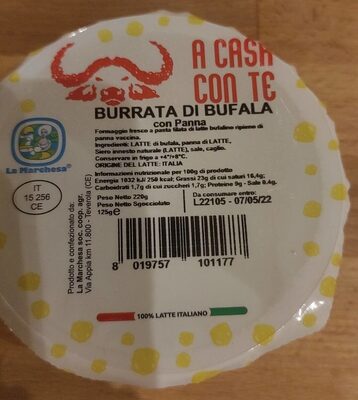 A CASA
CON TE
BURRATA DI BUFALA
con Panna
Formaggio fresco a pasta filata di latte bufalino ripieno di
panna vaccina.
Ingredienti: LATTE di bufala, panna di LATTE,
Siero innesto naturale (LATTE), sale, caglio.
Conservare in frigo a +4°/+8°C.
ORIGINE DEL LATTE: ITALIA
Informazioni nutrizionale per 100g di prodotto
Energia 1032 kJ/ 250 kcal; Grassi 23g di cui saturi 16,4g;
Carboidrati 1,7g di cui zuccheri 1,7g; Proteine 9g - Sale 0,4g.
Peso Netto 220g
Peso Netto Sgocciolato
125g e
Da consumare entro:
L22105 - 07/05/22
La Marchesa®
IT
15 256
CE
Prodotto e confezionato da:
La Marchesa soc. coop. agr.
Via Appia km 11.800 - Teverola (CE)
8 019757 101177
100% LATTE ITALIANO